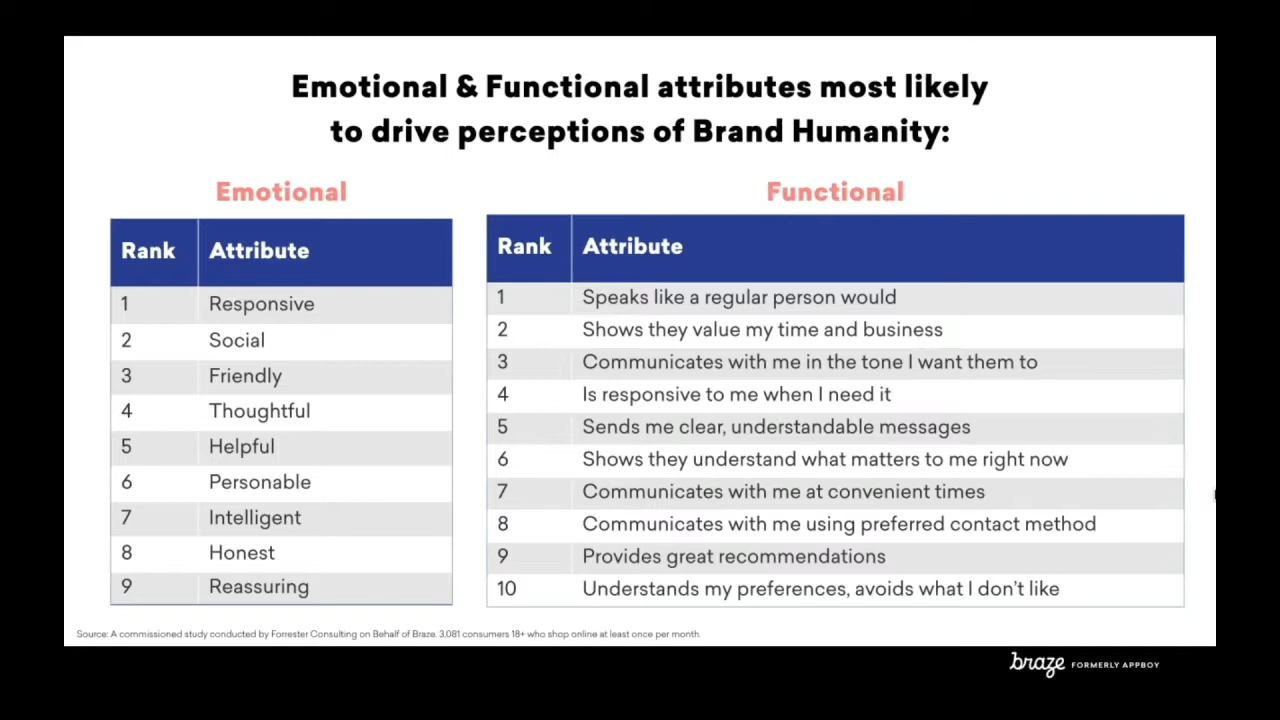 Emotional & Functional attributes most likely
to drive perceptions of Brand Humanity:
Emotional
Rank Attribute
1 Responsive
2 Social
3 Friendly
4 Thoughtful
5 Helpful
6 Personable
7 Intelligent
8 Honest
9 Reassuring
Functional
Rank Attribute
1 Speaks like a regular person would
2 Shows they value my time and business
3 Communicates with me in the tone I want them to
4 Is responsive to me when I need it
5 Sends me clear, understandable messages
6 Shows they understand what matters to me right now
7 Communicates with me at convenient times
8 Communicates with me using preferred contact method
9 Provides great recommendations
10 Understands my preferences, avoids what I don’t like
Source: A commissioned study conducted by Forrester Consulting on Behalf of Braze. 3,081 consumers 18+ who shop online at least once per month.
braze FORMERLY APPBOY